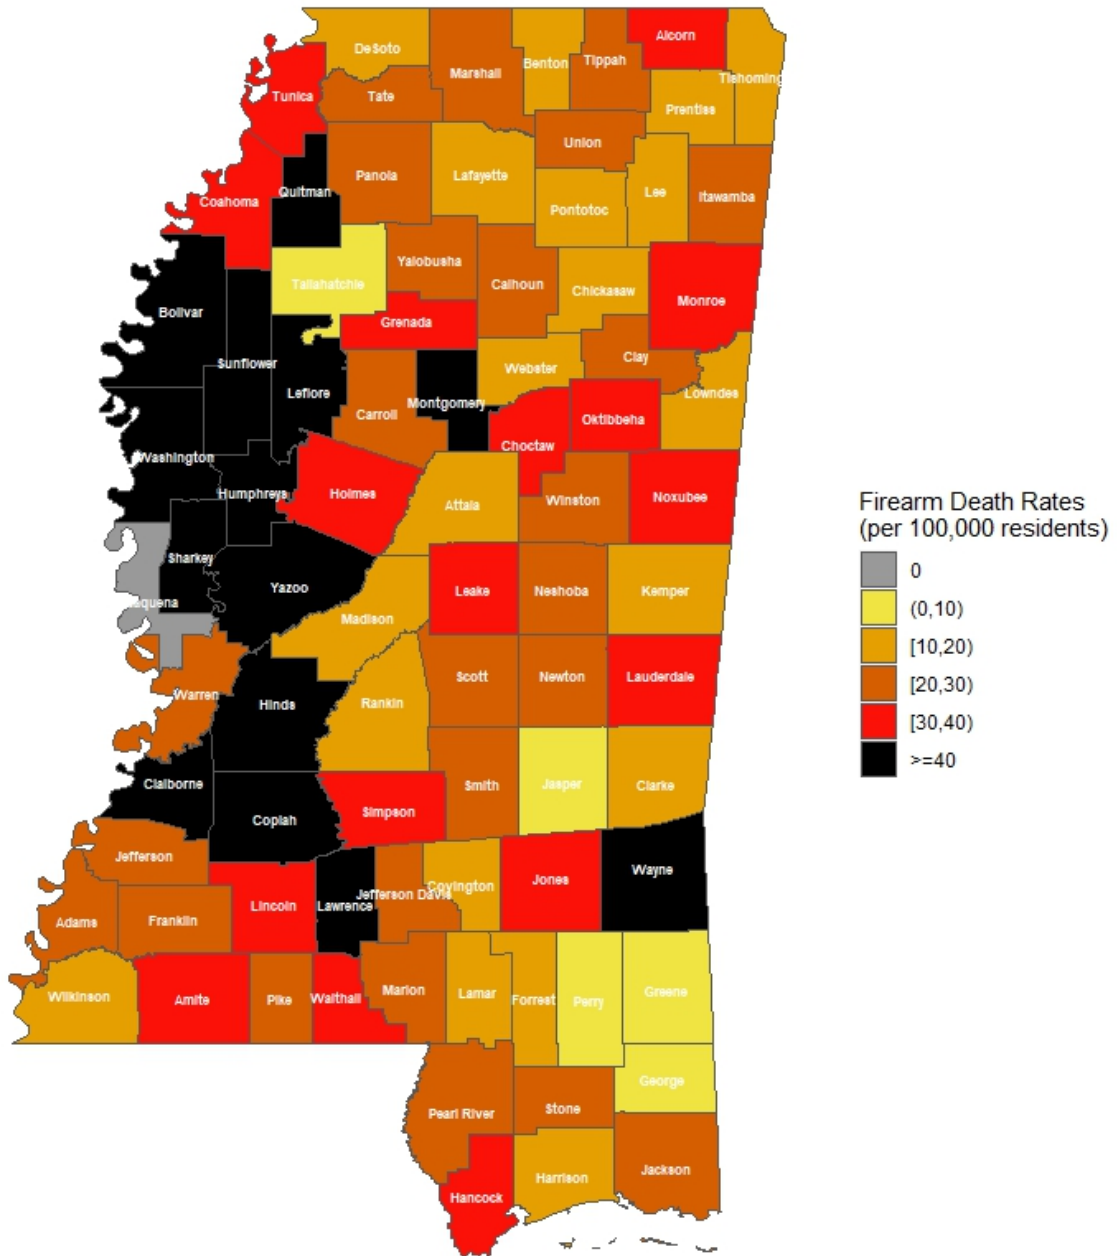 DeSoto
Marshall
Benton
Tippah
Alcorn
Tishoming
Tunica
Tate
Prentiss
Union
Panola
Lafayette
Quitman
Coahoma
Pontotoc
Lee
Itawamba
Tallahatchie
Yalobusha
Calhoun
Chickasaw
Monroe
Bolivar
Grenada
Sunflower
Leflore
Webster
Clay
Lowndes
Carroll
Montgomery
Choctaw
Oktibbeha
Washington
Humphreys
Holmes
Attala
Winston
Noxubee
Sharkey
Yazoo
Leake
Neshoba
Kemper
quena
Madison
Warren
Hinds
Rankin
Scott
Newton
Lauderdale
Claiborne
Copiah
Simpson
Smith
Jasper
Clarke
Jefferson
Lawrence
Jefferson Davis
Covington
Jones
Wayne
Adams
Franklin
Lincoln
Wilkinson
Amite
Pike
Walthall
Marion
Lamar
Forrest
Perry
Greene
George
Pearl River
Stone
Hancock
Harrison
Jackson
Firearm Death Rates
(per 100,000 residents)
0
(0,10)
[10,20)
[20,30)
[30,40)
>=40